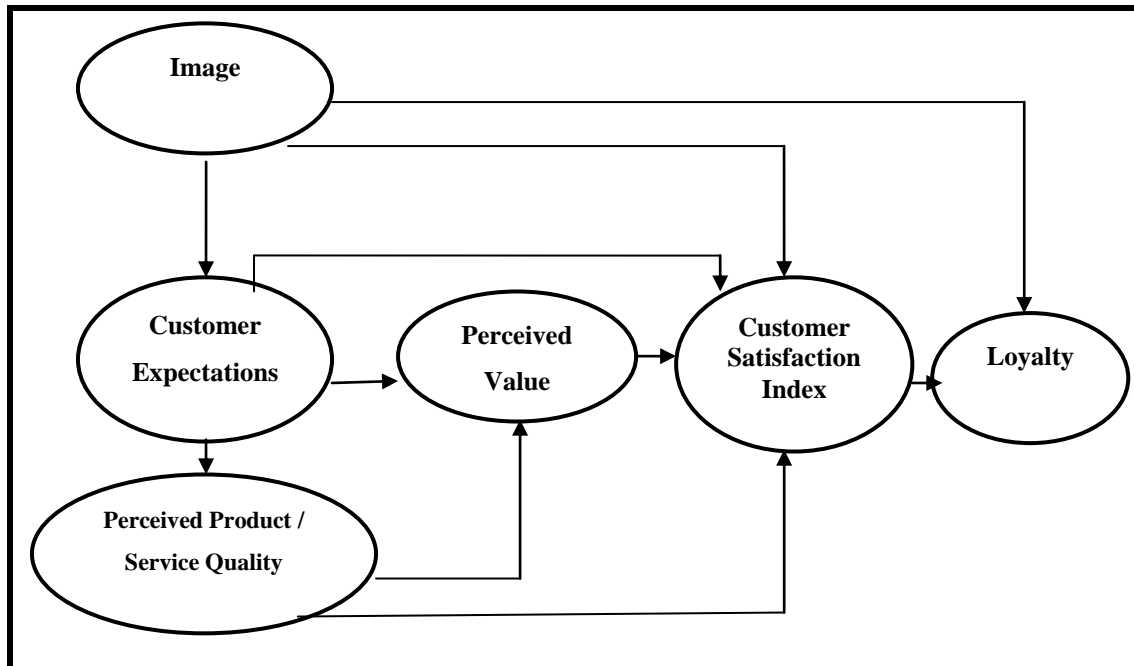 Image
Customer
Expectations
Perceived
Value
Customer
Satisfaction
Index
Loyalty
Perceived Product /
Service Quality